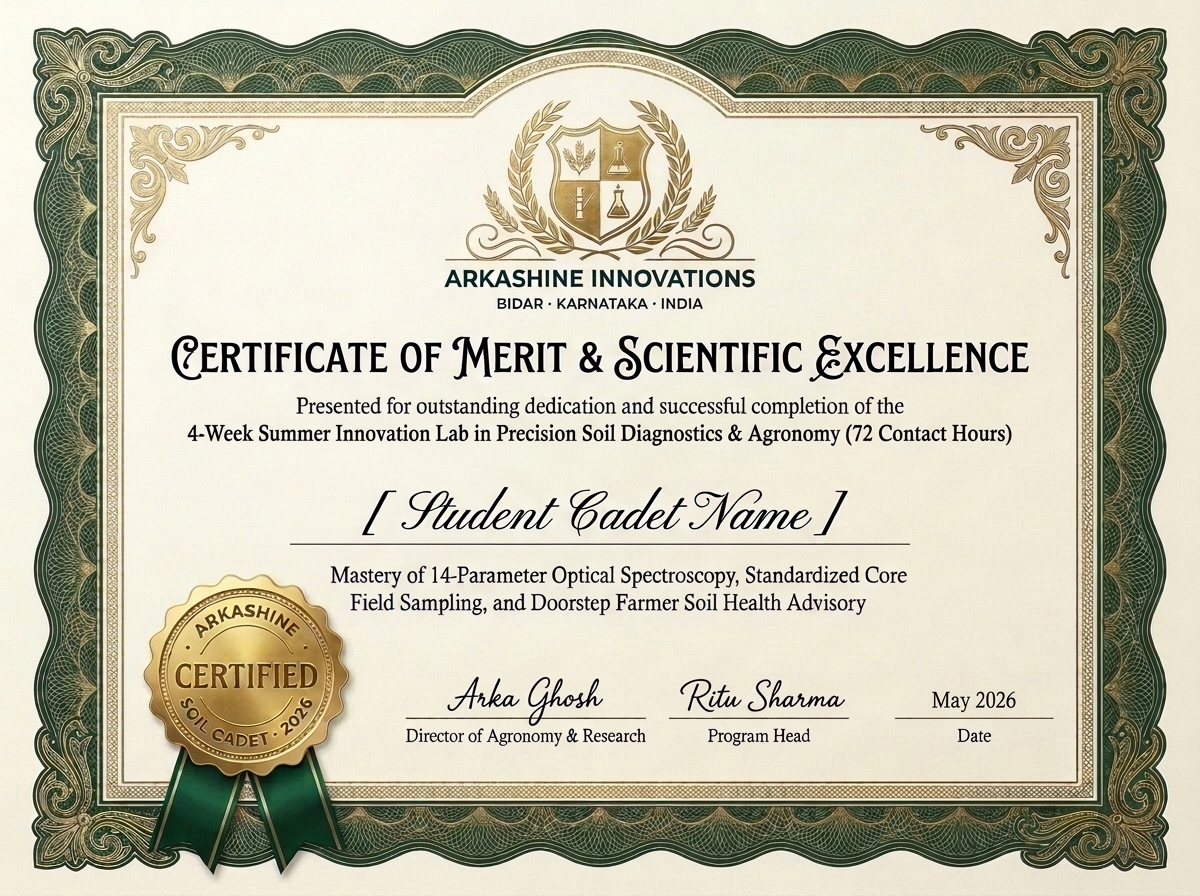 ARKASHINE INNOVATIONS
BIDAR · KARNATAKA · INDIA
CERTIFICATE OF MERIT & SCIENTIFIC EXCELLENCE
Presented for outstanding dedication and successful completion of the
4-Week Summer Innovation Lab in Precision Soil Diagnostics & Agronomy (72 Contact Hours)
[ Student Cadet Name ]
Mastery of 14-Parameter Optical Spectroscopy, Standardized Core
Field Sampling, and Doorstep Farmer Soil Health Advisory
ARKASHINE
CERTIFIED
SOIL CADET · 2026
Arka Ghosh
Director of Agronomy & Research
Ritu Sharma
Program Head
May 2026
Date